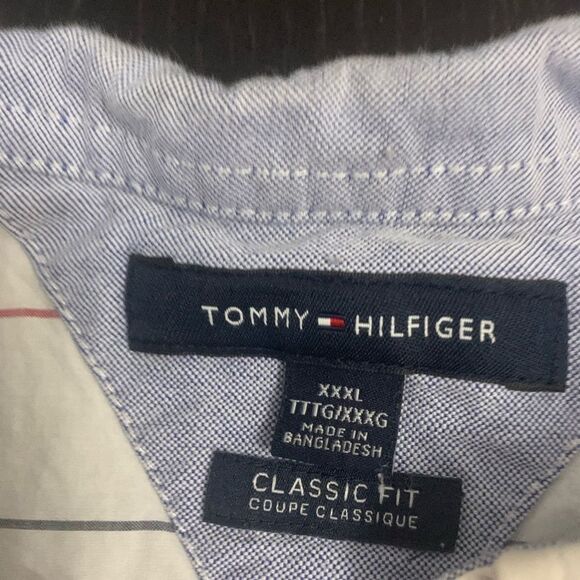 TOMMY HILFIGER
XXXL
TTTG/XXXG
MADE IN
BANGLADESH
CLASSIC FIT
COUPE CLASSIQUE